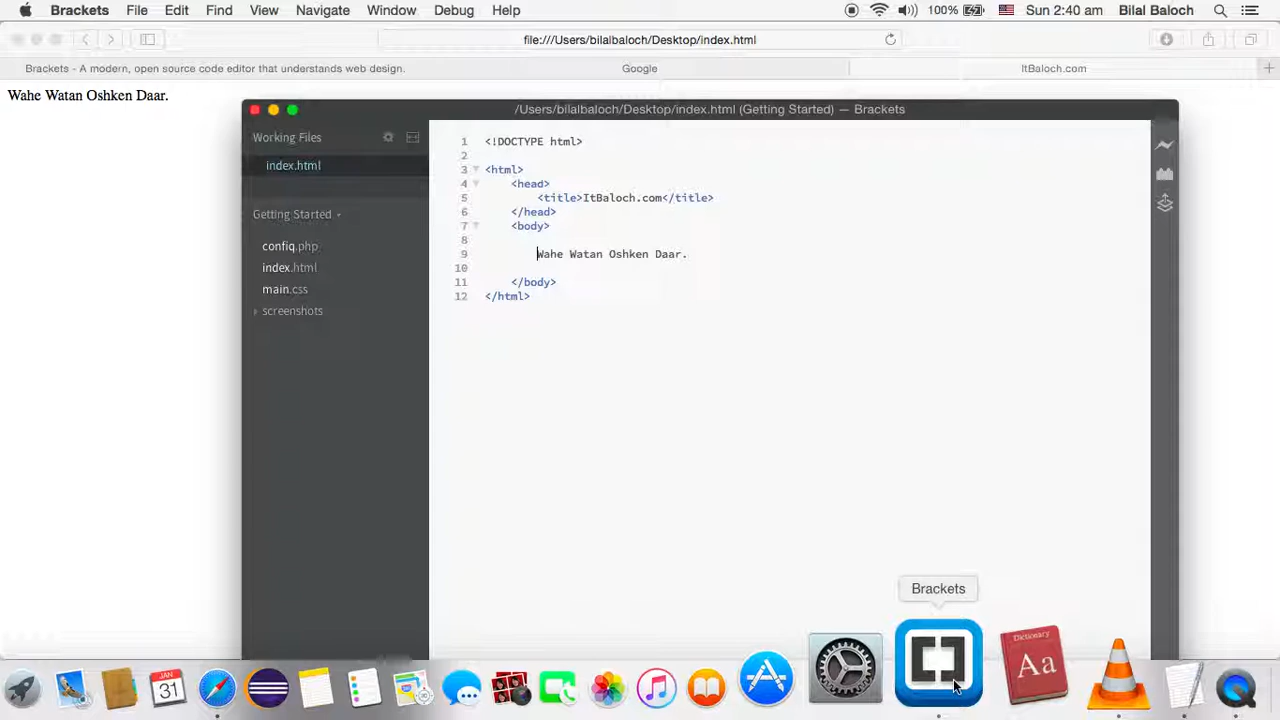 Brackets File Edit Find View Navigate Window Debug Help 100% Sun 2:40 am Bilal Baloch
file:///Users/bilalbaloch/Desktop/index.html
Brackets - A modern, open source code editor that understands web design. Google ItBaloch.com
Wahe Watan Oshken Daar.
/Users/bilalbaloch/Desktop/index.html (Getting Started) — Brackets
Working Files
index.html
Getting Started
confiq.php
index.html
main.css
screenshots
1 <!DOCTYPE html>
2
3 <html>
4 <head>
5 <title>ItBaloch.com</title>
6 </head>
7 <body>
8
9 Wahe Watan Oshken Daar.
10
11 </body>
12 </html>
Brackets
JAN
31
Dictionary
Aa